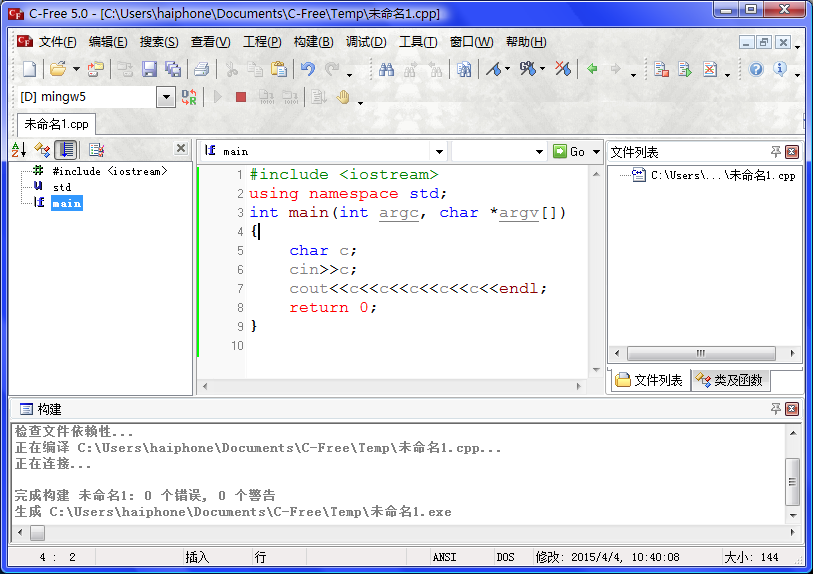 C-Free 5.0 - [C:\Users\haiphone\Documents\C-Free\Temp\未命名1.cpp]
文件(F) 编辑(E) 搜索(S) 查看(V) 工程(P) 构建(B) 调试(D) 工具(T) 窗口(W) 帮助(H)
[D] mingw5
未命名1.cpp
main
Go
文件列表
#include <iostream>
std
main
1 #include <iostream>
2 using namespace std;
3 int main(int argc, char *argv[])
4 {
5     char c;
6     cin>>c;
7     cout<<c<<c<<c<<c<<c<<endl;
8     return 0;
9 }
10
C:\Users\...\未命名1.cpp
文件列表 类及函数
构建
检查文件依赖性...
正在编译 C:\Users\haiphone\Documents\C-Free\Temp\未命名1.cpp...
正在连接...
完成构建 未命名1: 0 个错误, 0 个警告
生成 C:\Users\haiphone\Documents\C-Free\Temp\未命名1.exe
4 : 2 插入 行 ANSI DOS 修改: 2015/4/4, 10:40:08 大小: 144